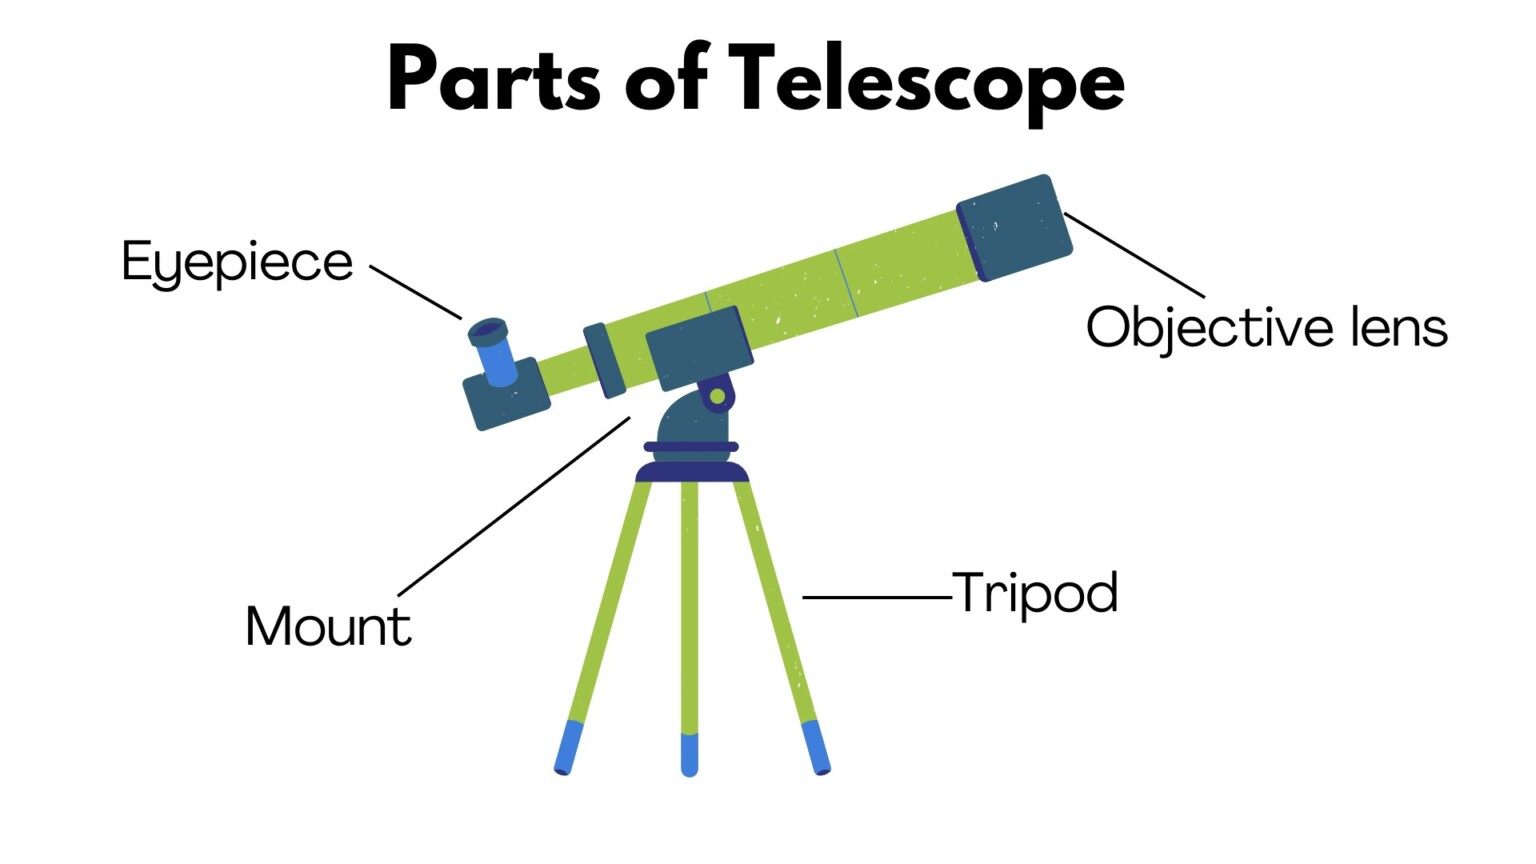 Parts of Telescope
Eyepiece
Objective lens
Mount
Tripod